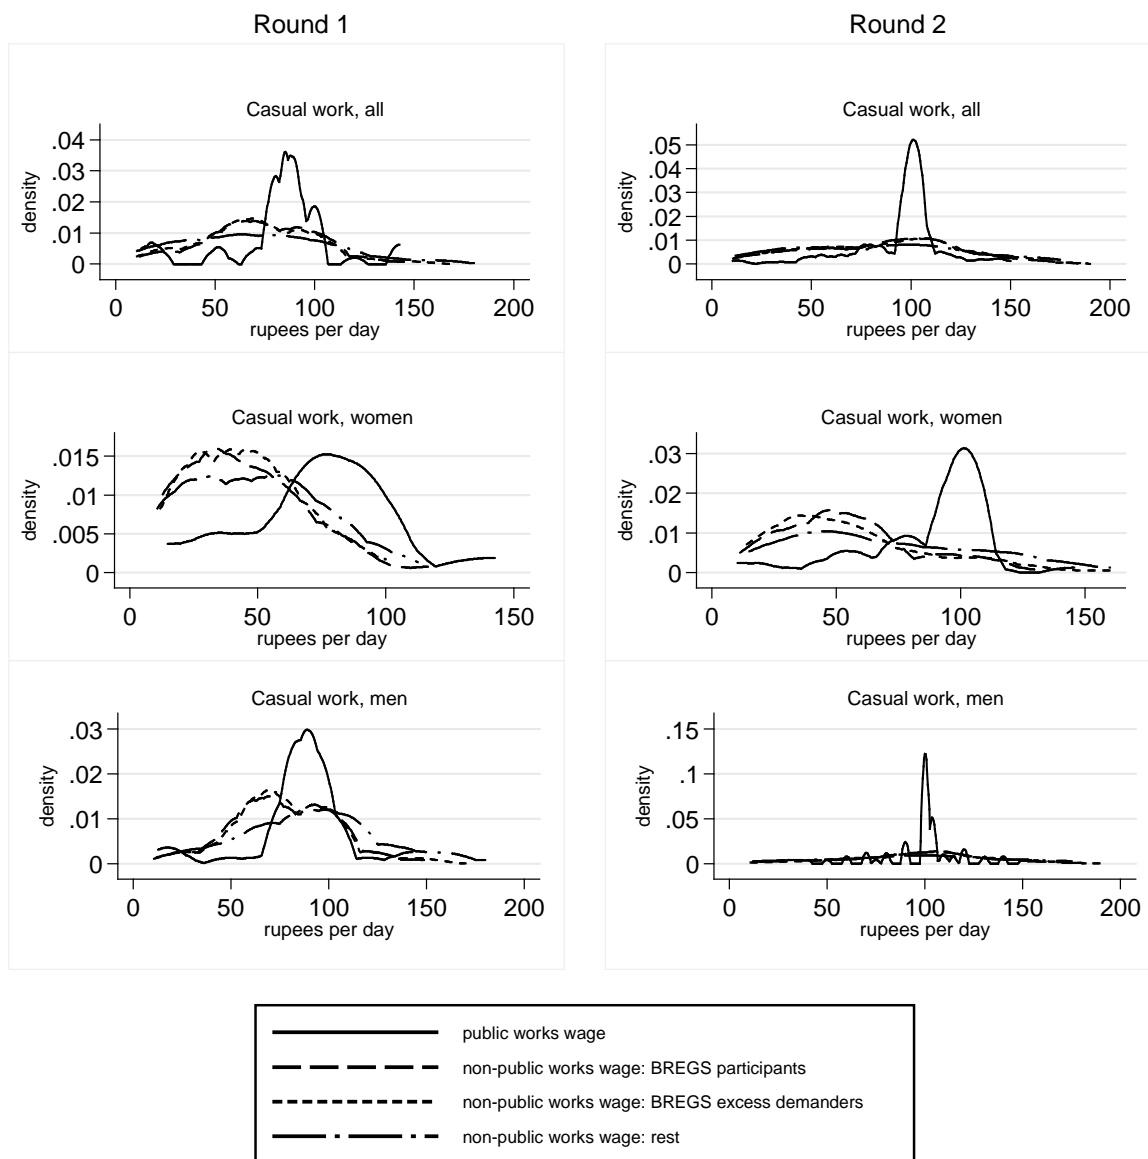 Round 1
Casual work, all
density
.04
.03
.02
.01
0
0 50 100 150 200
rupees per day
Casual work, women
density
.015
.01
.005
0
0 50 100 150
rupees per day
Casual work, men
density
.03
.02
.01
0
0 50 100 150 200
rupees per day
Round 2
Casual work, all
density
.05
.04
.03
.02
.01
0
0 50 100 150 200
rupees per day
Casual work, women
density
.03
.02
.01
0
0 50 100 150
rupees per day
Casual work, men
density
.15
.1
.05
0
0 50 100 150 200
rupees per day
public works wage
non-public works wage: BREGS participants
non-public works wage: BREGS excess demanders
non-public works wage: rest